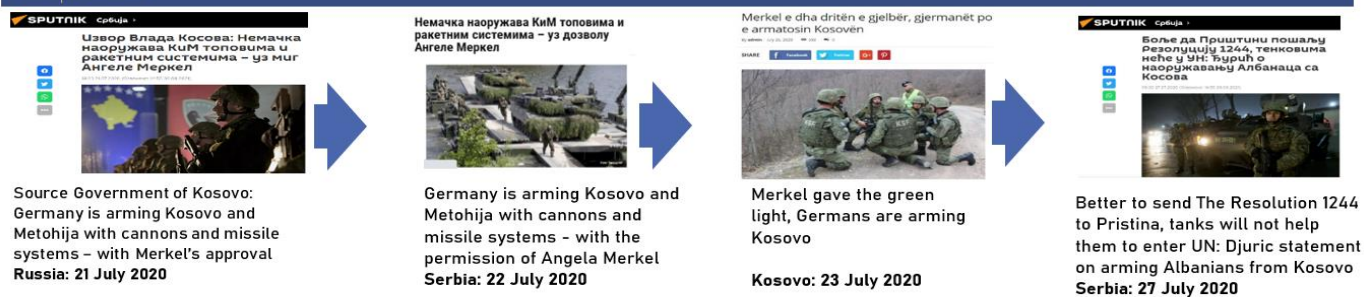 SPUTNIK Србија
Извор Влада Косова: Немачка
наоружава КиМ топовима и
ракетним системима – уз миг
Ангеле Меркел
Source Government of Kosovo:
Germany is arming Kosovo and
Metohija with cannons and missile
systems – with Merkel's approval
Russia: 21 July 2020
Немачка наоружава КиМ топовима и
ракетним системима – уз дозволу
Ангеле Меркел
Germany is arming Kosovo and
Metohija with cannons and
missile systems - with the
permission of Angela Merkel
Serbia: 22 July 2020
Merkel e dha dritën e gjelbër, gjermanët po
e armatosin Kosovën
By admin
SHARE
Facebook
Twitter
Merkel gave the green
light, Germans are arming
Kosovo
Kosovo: 23 July 2020
SPUTNIK Србија
Боље да Приштини пошаљу
Резолуцију 1244, тенковима
неће у УН: Ђурић о
наоружавању Албанаца са
Косова
Better to send The Resolution 1244
to Pristina, tanks will not help
them to enter UN: Djuric statement
on arming Albanians from Kosovo
Serbia: 27 July 2020